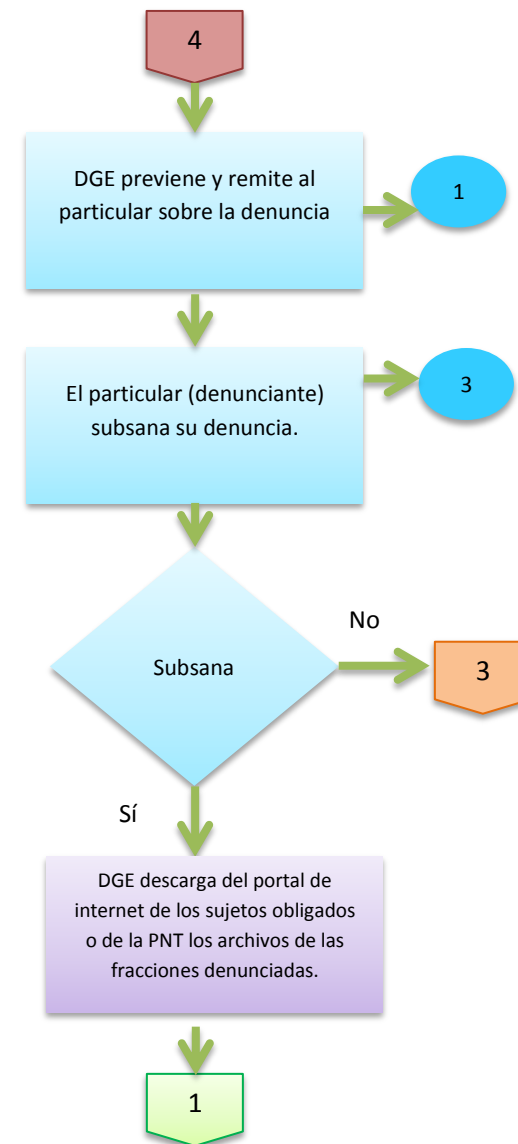 4
DGE previene y remite al
particular sobre la denuncia
1
El particular (denunciante)
subsana su denuncia.
3
Subsana
No
3
Sí
DGE descarga del portal de
internet de los sujetos obligados
o de la PNT los archivos de las
fracciones denunciadas.
1